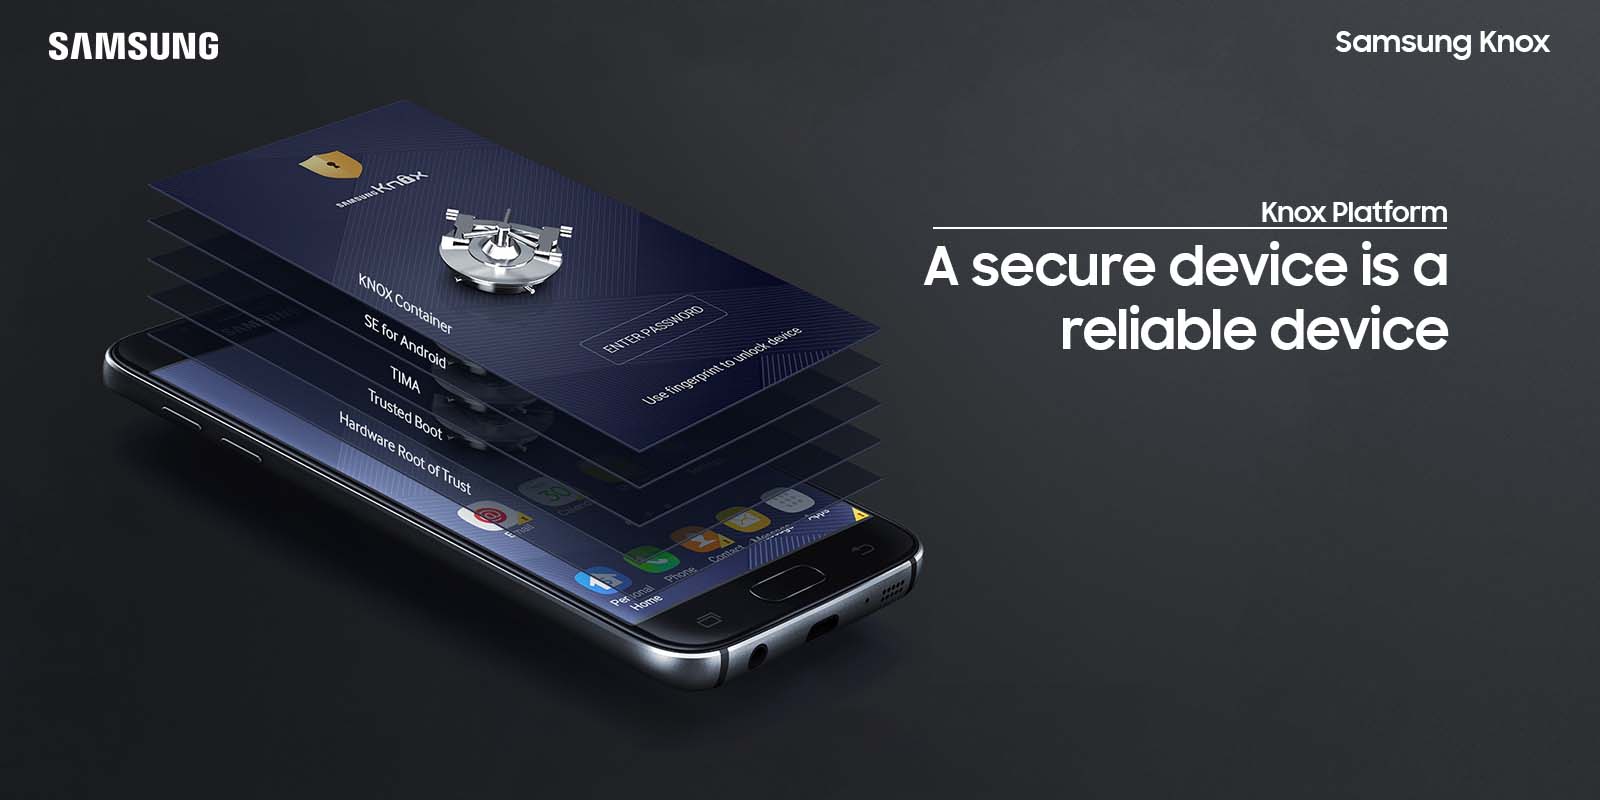 SAMSUNG
Samsung Knox
Knox Platform
A secure device is a
reliable device
SAMSUNG Knox
KNOX Container
SE for Android
TIMA
Trusted Boot
Hardware Root of Trust
ENTER PASSWORD
Use fingerprint to unlock device
SAMSUNG
30
Email
Phone
Contact
Message
Apps
Personal
Home